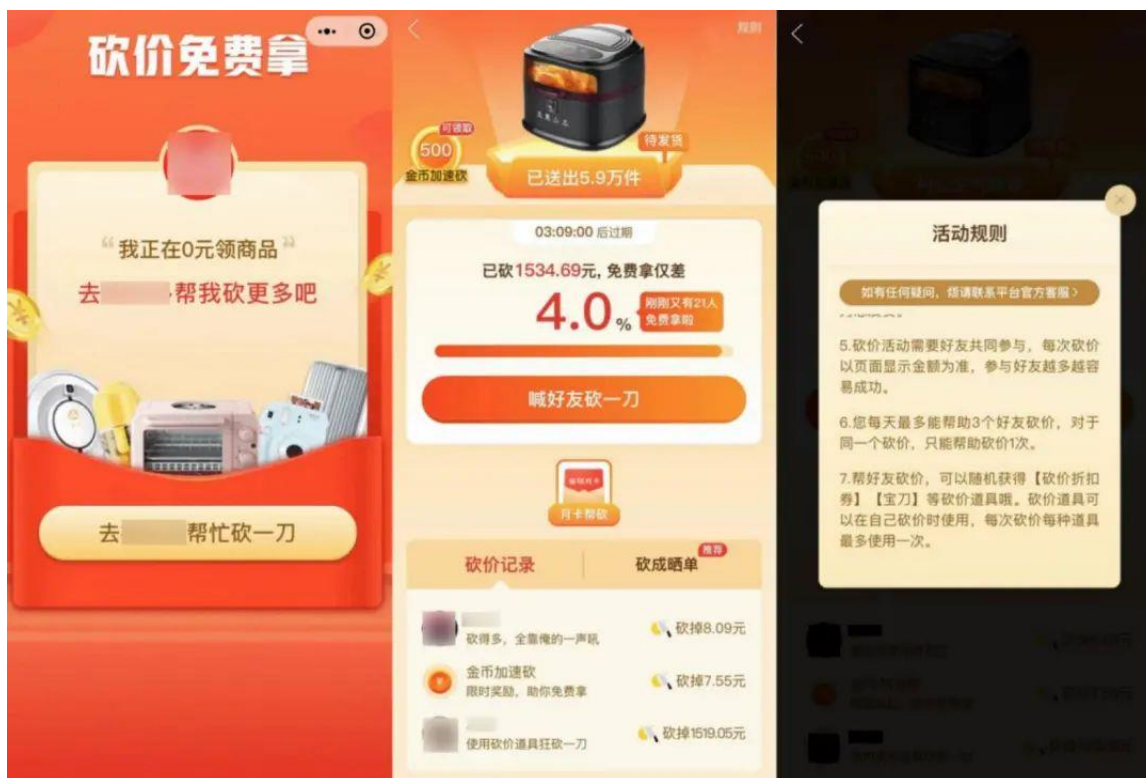 砍价免费拿
“我正在0元领商品”
去 帮我砍更多吧
去 帮忙砍一刀
规则
可领取
500
金币加速砍
待发货
已送出5.9万件
03:09:00 后过期
已砍1534.69元, 免费拿仅差
4.0%
刚刚又有21人
免费拿啦
喊好友砍一刀
月卡帮砍
砍价记录
砍成晒单
推荐
砍得多，全靠俺的一声吼
砍掉8.09元
金币加速砍
限时奖励，助你免费拿
砍掉7.55元
使用砍价道具狂砍一刀
砍掉1519.05元
活动规则
如有任何疑问，烦请联系平台官方客服>
5.砍价活动需要好友共同参与，每次砍价
以页面显示金额为准，参与好友越多越容
易成功。
6.您每天最多能帮助3个好友砍价，对于
同一个砍价，只能帮助砍价1次。
7.帮好友砍价，可以随机获得【砍价折扣
券】【宝刀】等砍价道具哦。砍价道具可
以在自己砍价时使用，每次砍价每种道具
最多使用一次。